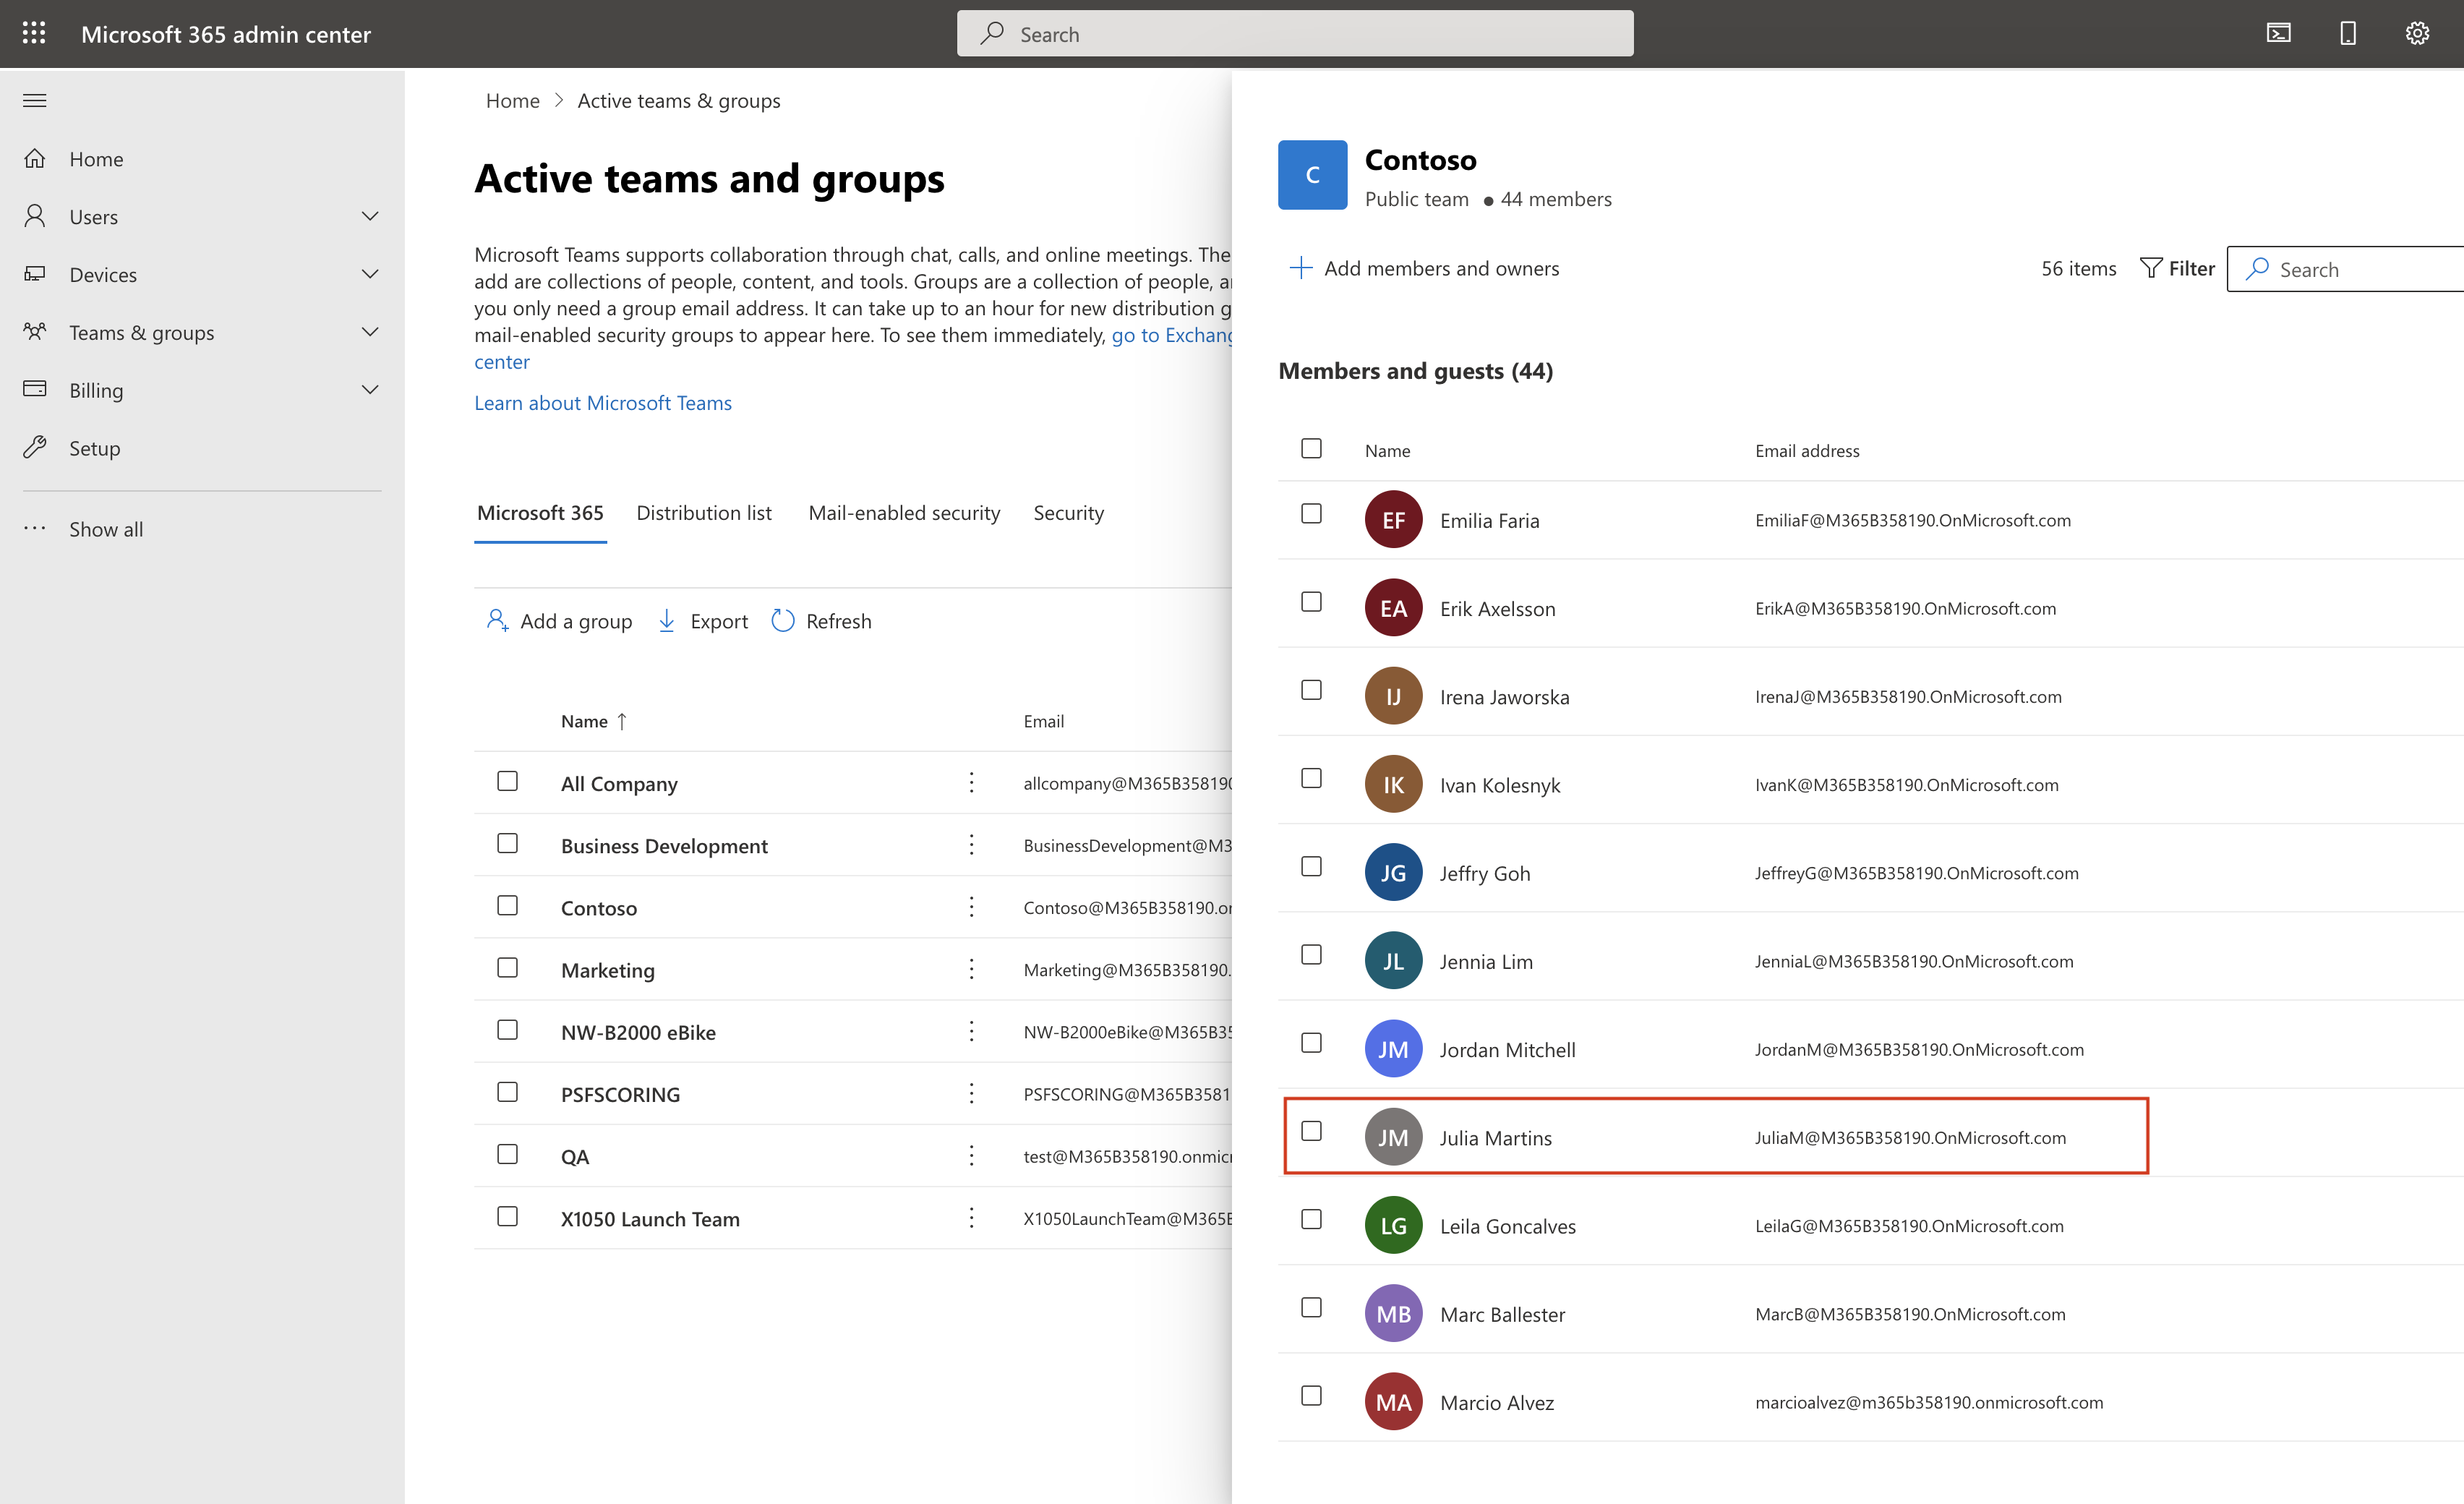 Microsoft 365 admin center
Search
Home
Users
Devices
Teams & groups
Billing
Setup
Show all
Home > Active teams & groups
Active teams and groups
Microsoft Teams supports collaboration through chat, calls, and online meetings. The
add are collections of people, content, and tools. Groups are a collection of people, a
you only need a group email address. It can take up to an hour for new distribution g
mail-enabled security groups to appear here. To see them immediately, go to Exchang
center
Learn about Microsoft Teams
Microsoft 365 Distribution list Mail-enabled security Security
Add a group Export Refresh
Name ↑ Email
All Company allcompany@M365B358190
Business Development BusinessDevelopment@M3
Contoso Contoso@M365B358190.or
Marketing Marketing@M365B358190.
NW-B2000 eBike NW-B2000eBike@M365B35
PSFSCORING PSFSCORING@M365B3581
QA test@M365B358190.onmicr
X1050 Launch Team X1050LaunchTeam@M365B
C
Contoso
Public team ● 44 members
Add members and owners 56 items Filter Search
Members and guests (44)
Name Email address
EF Emilia Faria EmiliaF@M365B358190.OnMicrosoft.com
EA Erik Axelsson ErikA@M365B358190.OnMicrosoft.com
IJ Irena Jaworska IrenaJ@M365B358190.OnMicrosoft.com
IK Ivan Kolesnyk IvanK@M365B358190.OnMicrosoft.com
JG Jeffry Goh JeffreyG@M365B358190.OnMicrosoft.com
JL Jennia Lim JenniaL@M365B358190.OnMicrosoft.com
JM Jordan Mitchell JordanM@M365B358190.OnMicrosoft.com
JM Julia Martins JuliaM@M365B358190.OnMicrosoft.com
LG Leila Goncalves LeilaG@M365B358190.OnMicrosoft.com
MB Marc Ballester MarcB@M365B358190.OnMicrosoft.com
MA Marcio Alvez marcioalvez@m365b358190.onmicrosoft.com